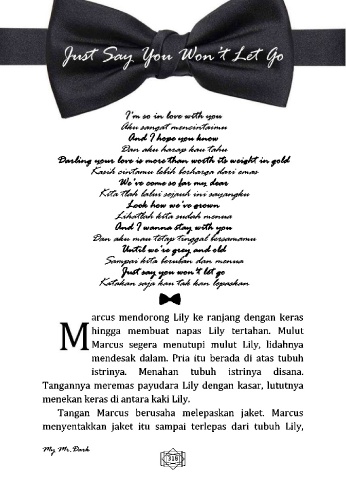 Just Say You Won't Let Go
I'm so in love with you
Aku sangat mencintaimu
And I hope you know
Dan aku harap kau tahu
Darling your love is more than worth its weight in gold
Kasih cintamu lebih berharga dari emas
We've come so far my dear
Kita tlah lalui sejauh ini sayangku
Look how we've grown
Lihatlah kita sudah menua
And I wanna stay with you
Dan aku mau tetap tinggal bersamamu
Until we're grey and old
Sampai kita beruban dan menua
Just say you won't let go
Katakan saja kau tak kan lepaskan
Marcus mendorong Lily ke ranjang dengan keras
hingga membuat napas Lily tertahan. Mulut
Marcus segera menutupi mulut Lily, lidahnya
mendesak dalam. Pria itu berada di atas tubuh
istrinya. Menahan tubuh istrinya disana.
Tangannya meremas payudara Lily dengan kasar, lututnya
menekan keras di antara kaki Lily.
Tangan Marcus berusaha melepaskan jaket. Marcus
menyentakkan jaket itu sampai terlepas dari tubuh Lily,
My Mr. Dark
316